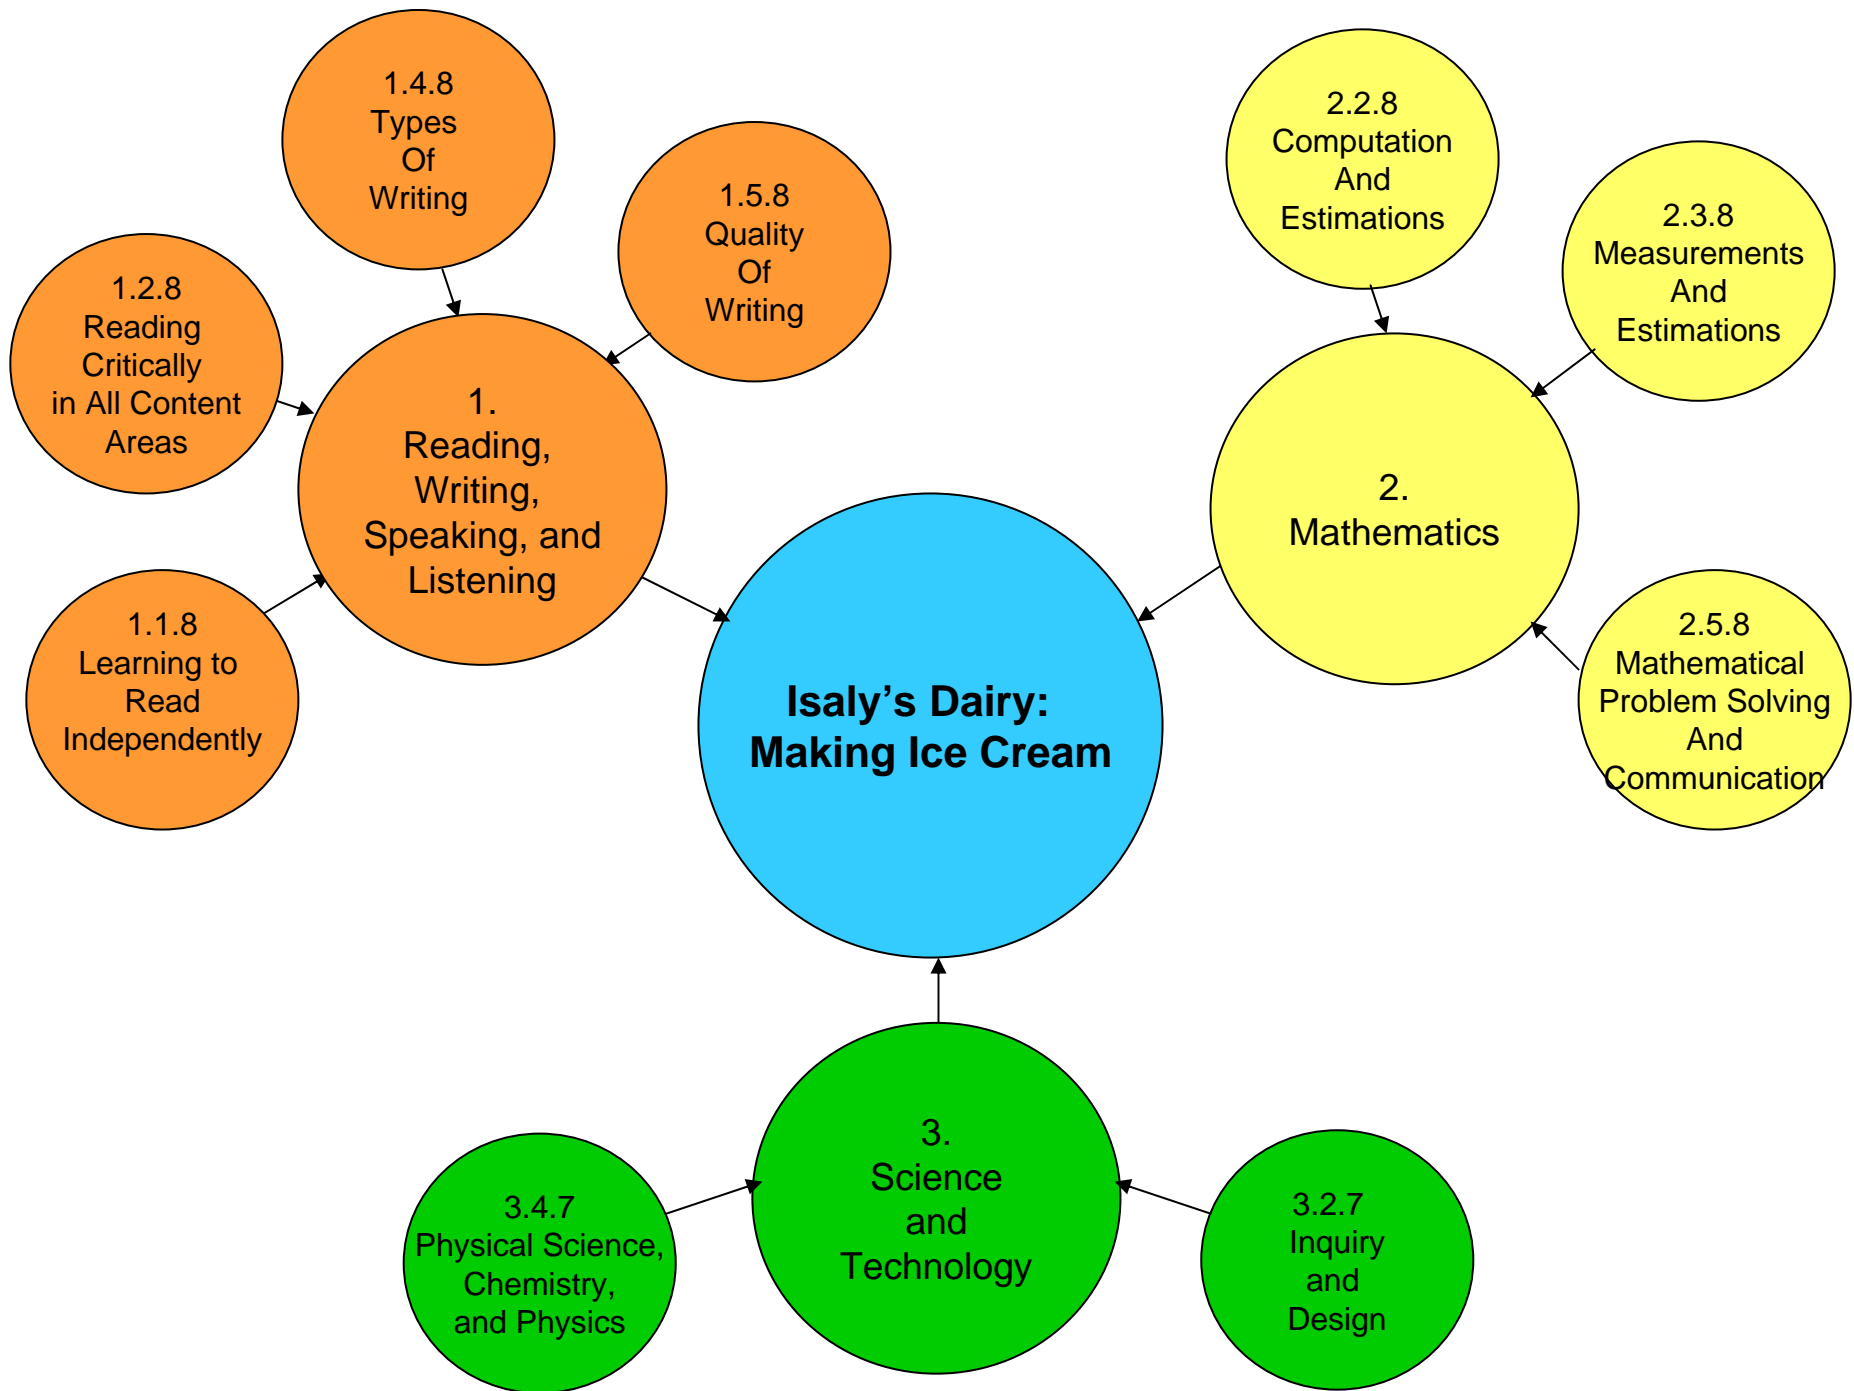 1.4.8
Types
Of
Writing
1.5.8
Quality
Of
Writing
1.2.8
Reading
Critically
in All Content
Areas
1.1.8
Learning to
Read
Independently
1.
Reading,
Writing,
Speaking, and
Listening
2.2.8
Computation
And
Estimations
2.3.8
Measurements
And
Estimations
2.
Mathematics
2.5.8
Mathematical
Problem Solving
And
Communication
Isaly’s Dairy:
Making Ice Cream
3.
Science
and
Technology
3.4.7
Physical Science,
Chemistry,
and Physics
3.2.7
Inquiry
and
Design